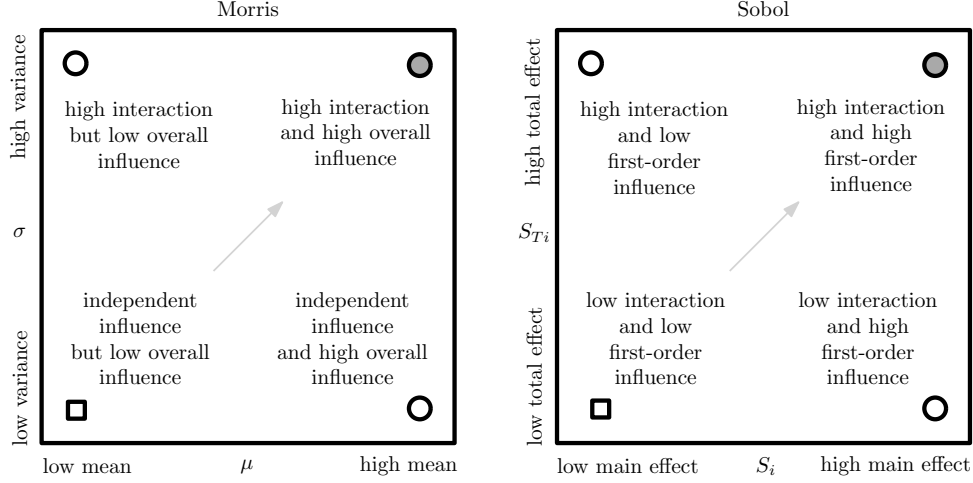 Morris
high variance
σ
low variance
high interaction
but low overall
influence
high interaction
and high overall
influence
independent
influence
but low overall
influence
independent
influence
and high overall
influence
low mean
μ
high mean
Sobol
high total effect
S_{Ti}
low total effect
high interaction
and low
first-order
influence
high interaction
and high
first-order
influence
low interaction
and low
first-order
influence
low interaction
and high
first-order
influence
low main effect
S_i
high main effect